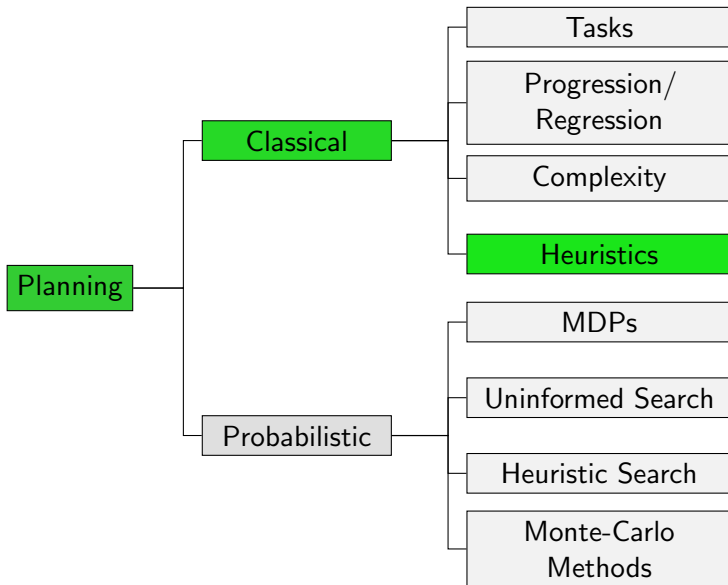 Tasks
Progression/
Regression
Classical
Complexity
Heuristics
Planning
MDPs
Uninformed Search
Probabilistic
Heuristic Search
Monte-Carlo
Methods